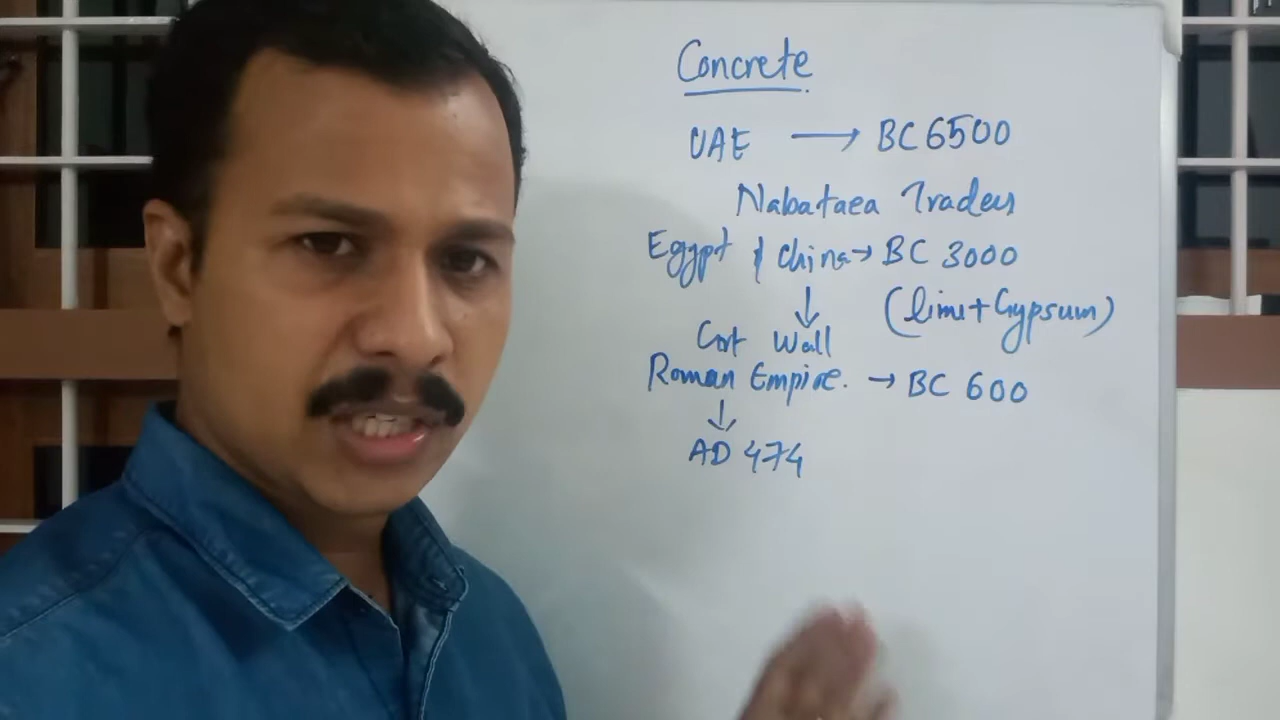 Concrete
UAE → BC 6500
Nabataea Traders
Egypt & China → BC 3000
↓ (lime + Gypsum)
Wall
Roman Empire. → BC 600
↓
AD 474